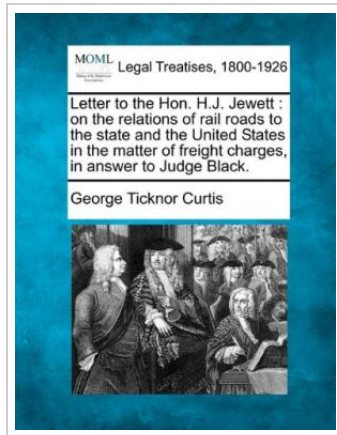 MOML
Legal Treatises, 1800-1926
Letter to the Hon. H.J. Jewett :
on the relations of rail roads to
the state and the United States
in the matter of freight charges,
in answer to Judge Black.
George Ticknor Curtis